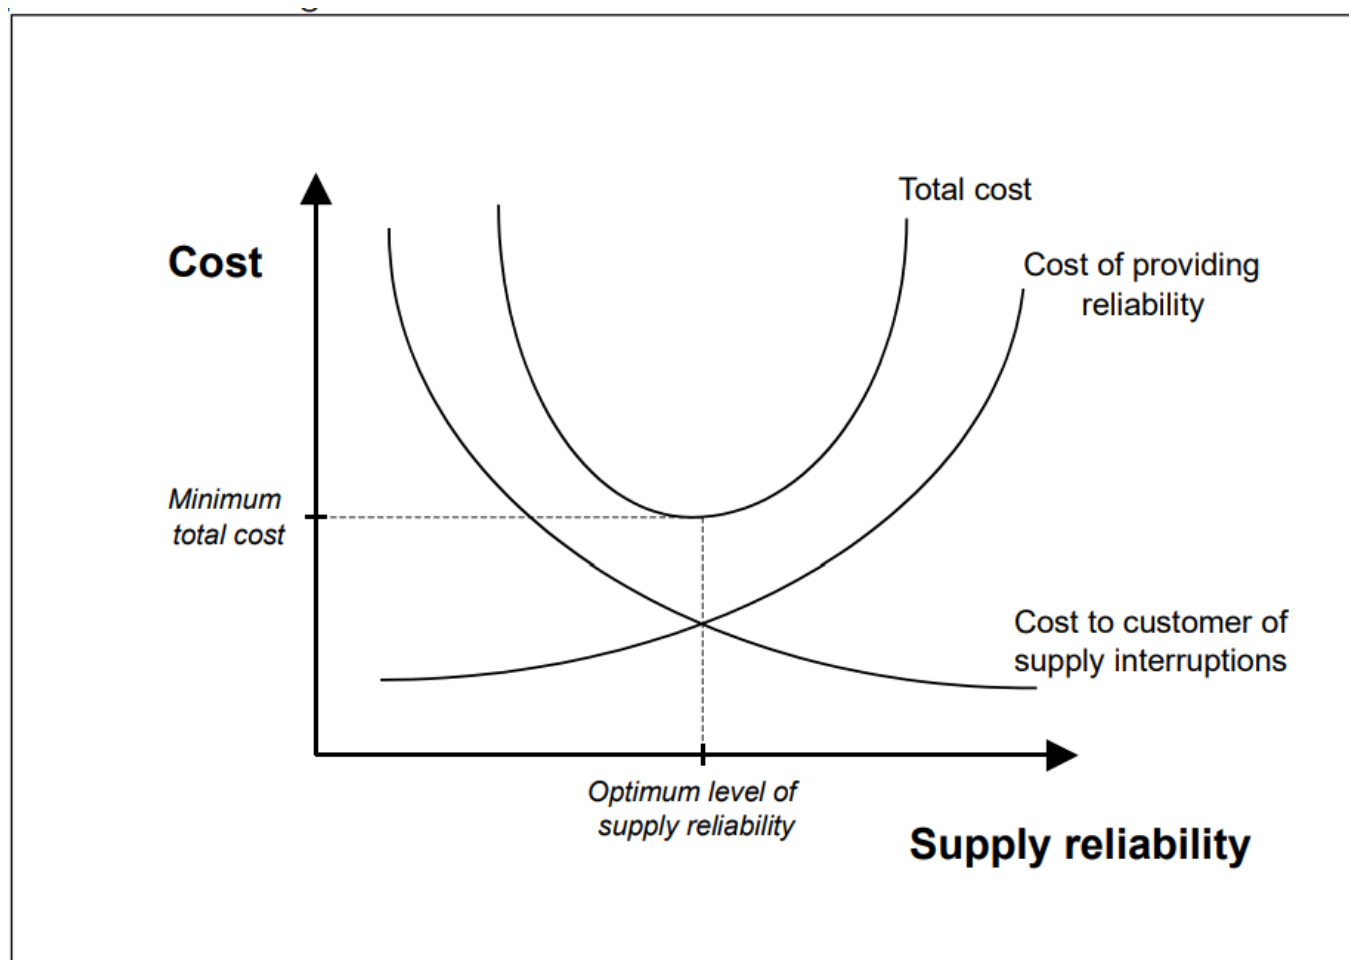 Total cost
Cost
Cost of providing
reliability
Minimum
total cost
Cost to customer of
supply interruptions
Optimum level of
supply reliability
Supply reliability